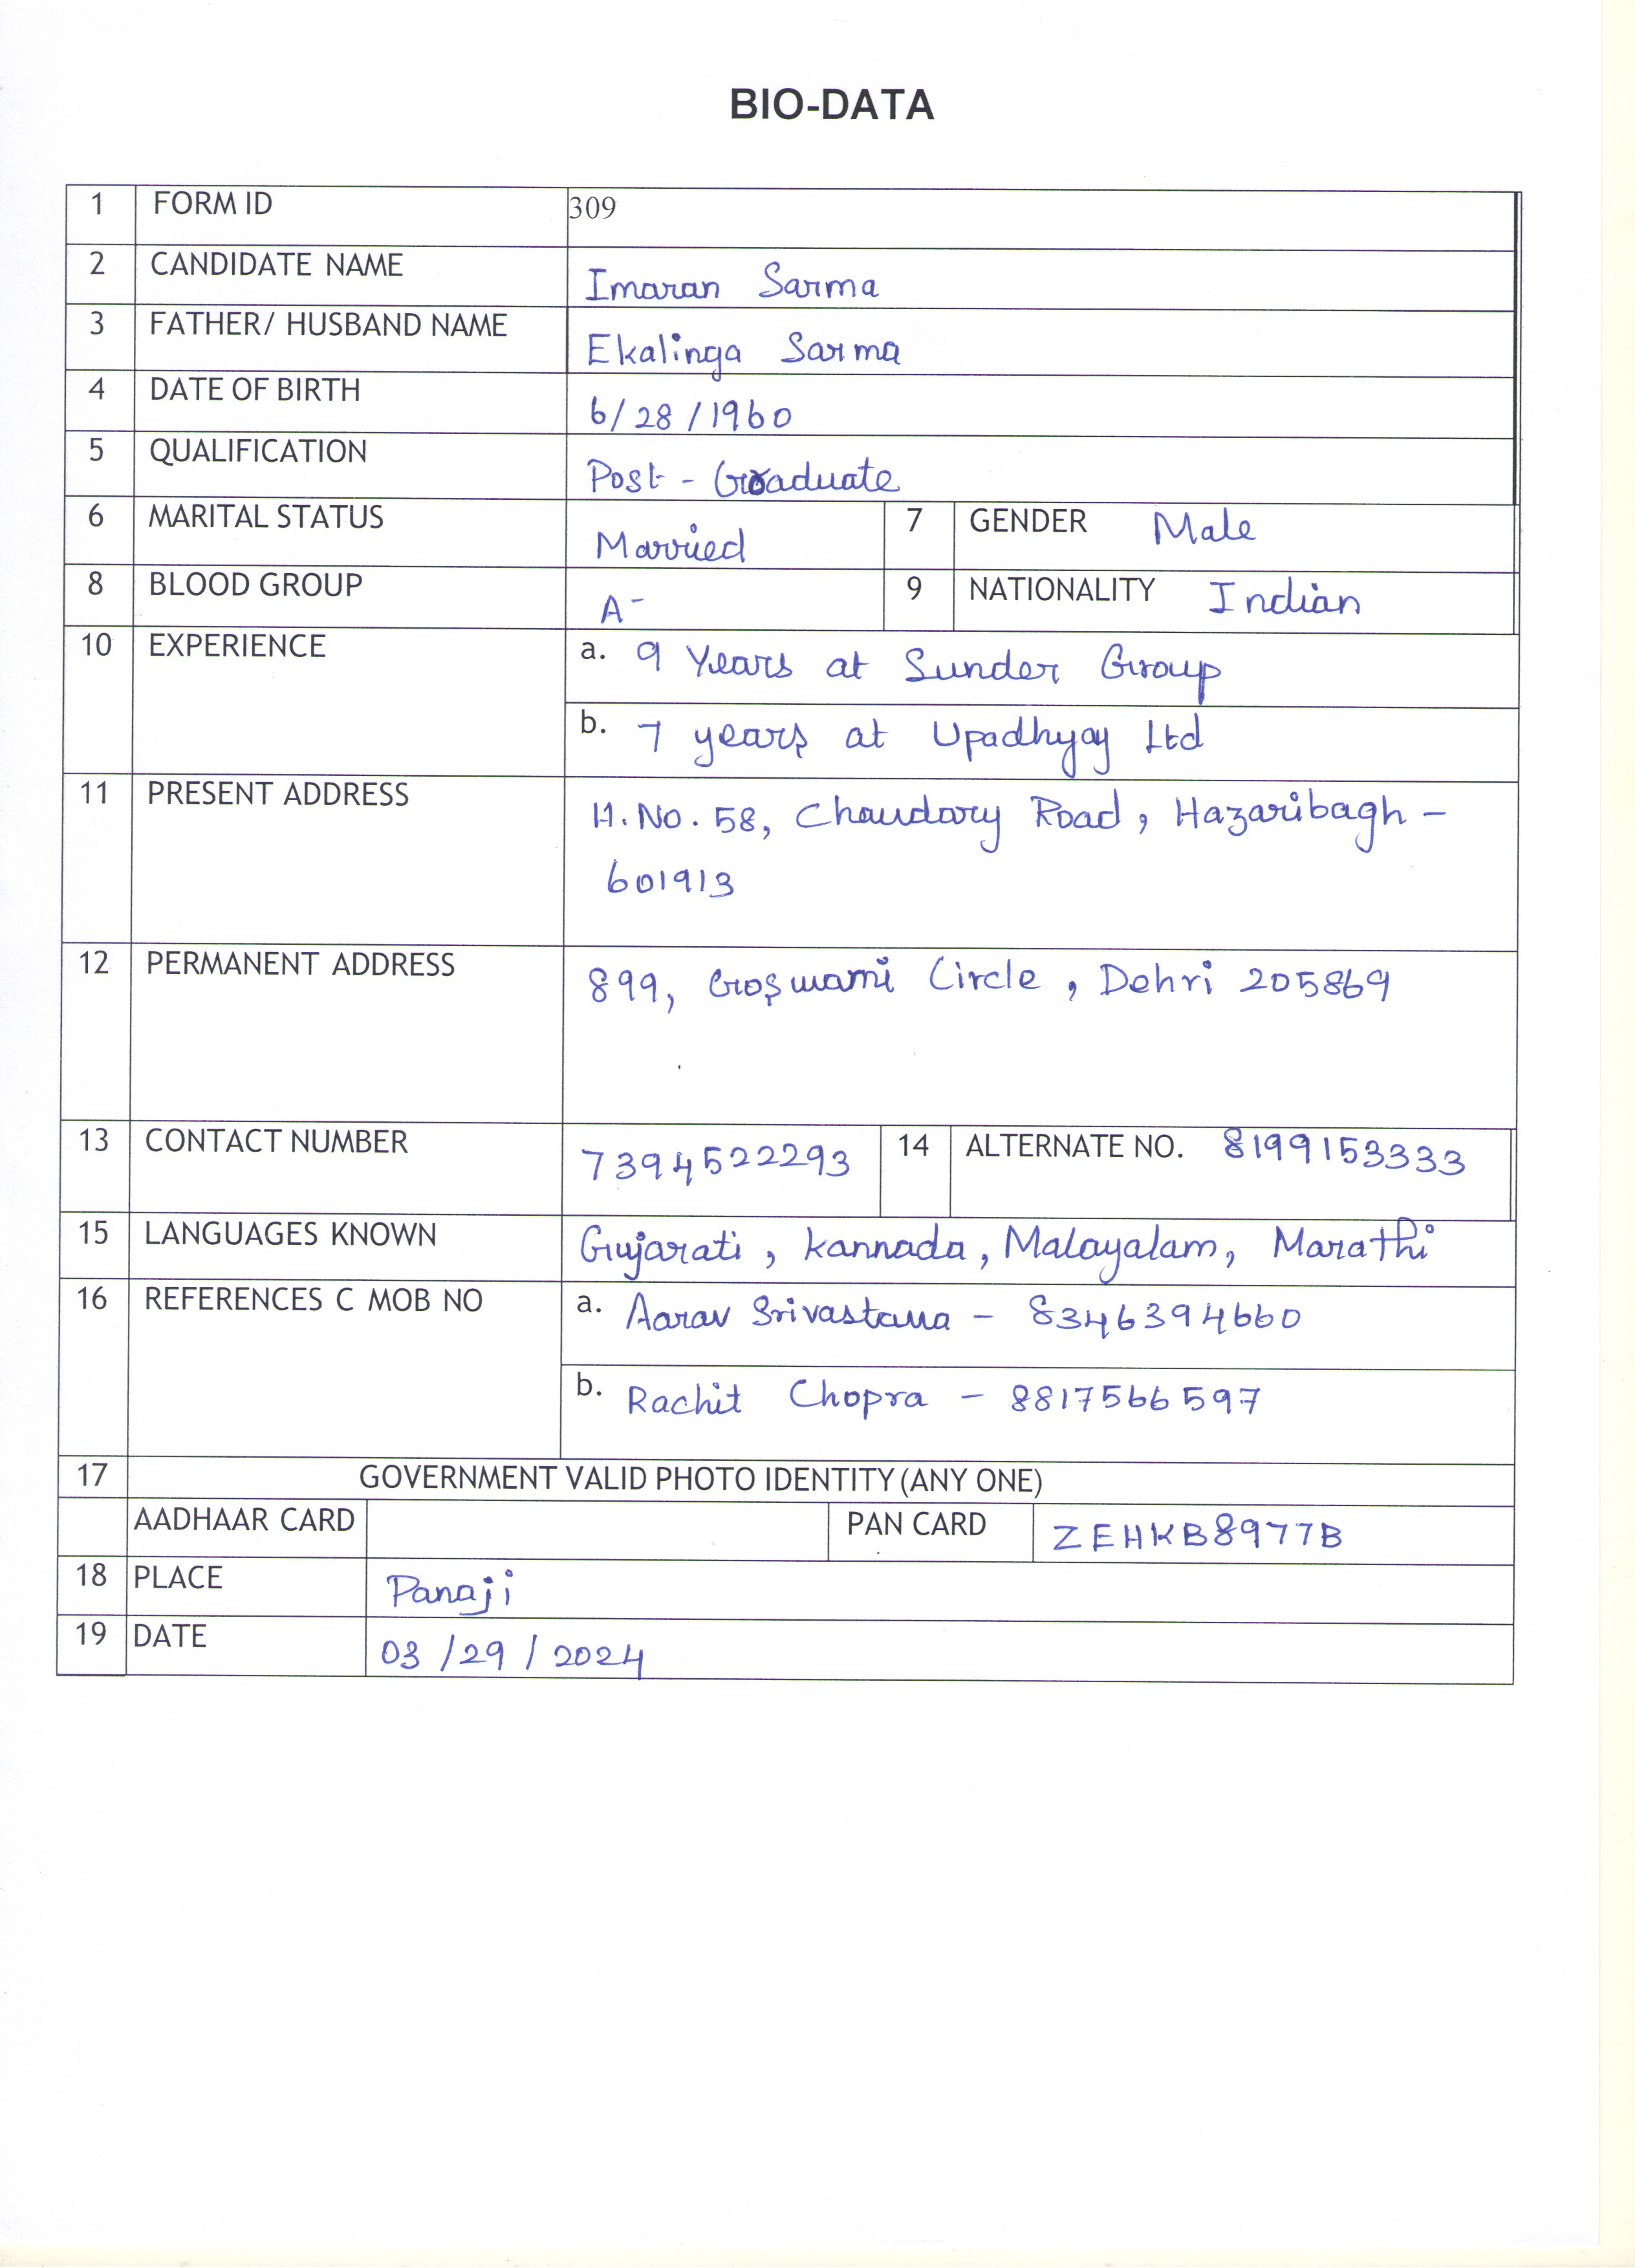 BIO-DATA
1 FORM ID 309
2 CANDIDATE NAME Imaran Sarma
3 FATHER/ HUSBAND NAME Ekalinga Sarma
4 DATE OF BIRTH 6/28/1960
5 QUALIFICATION Post - Graduate
6 MARITAL STATUS Married 7 GENDER Male
8 BLOOD GROUP A- 9 NATIONALITY Indian
10 EXPERIENCE a. 9 Years at Sunder Group
b. 7 years at Upadhyay Ltd
11 PRESENT ADDRESS H.No. 58, Chaudary Road, Hazaribagh -
601913
12 PERMANENT ADDRESS 899, Goswami Circle, Dehri 205869
13 CONTACT NUMBER 7394522293 14 ALTERNATE NO. 8199153333
15 LANGUAGES KNOWN Gujarati, Kannada, Malayalam, Marathi
16 REFERENCES C MOB NO a. Aarav Srivastava - 8346394660
b. Rachit Chopra - 8817566597
17 GOVERNMENT VALID PHOTO IDENTITY (ANY ONE)
AADHAAR CARD PAN CARD ZEHKB8977B
18 PLACE Panaji
19 DATE 03/29/2024